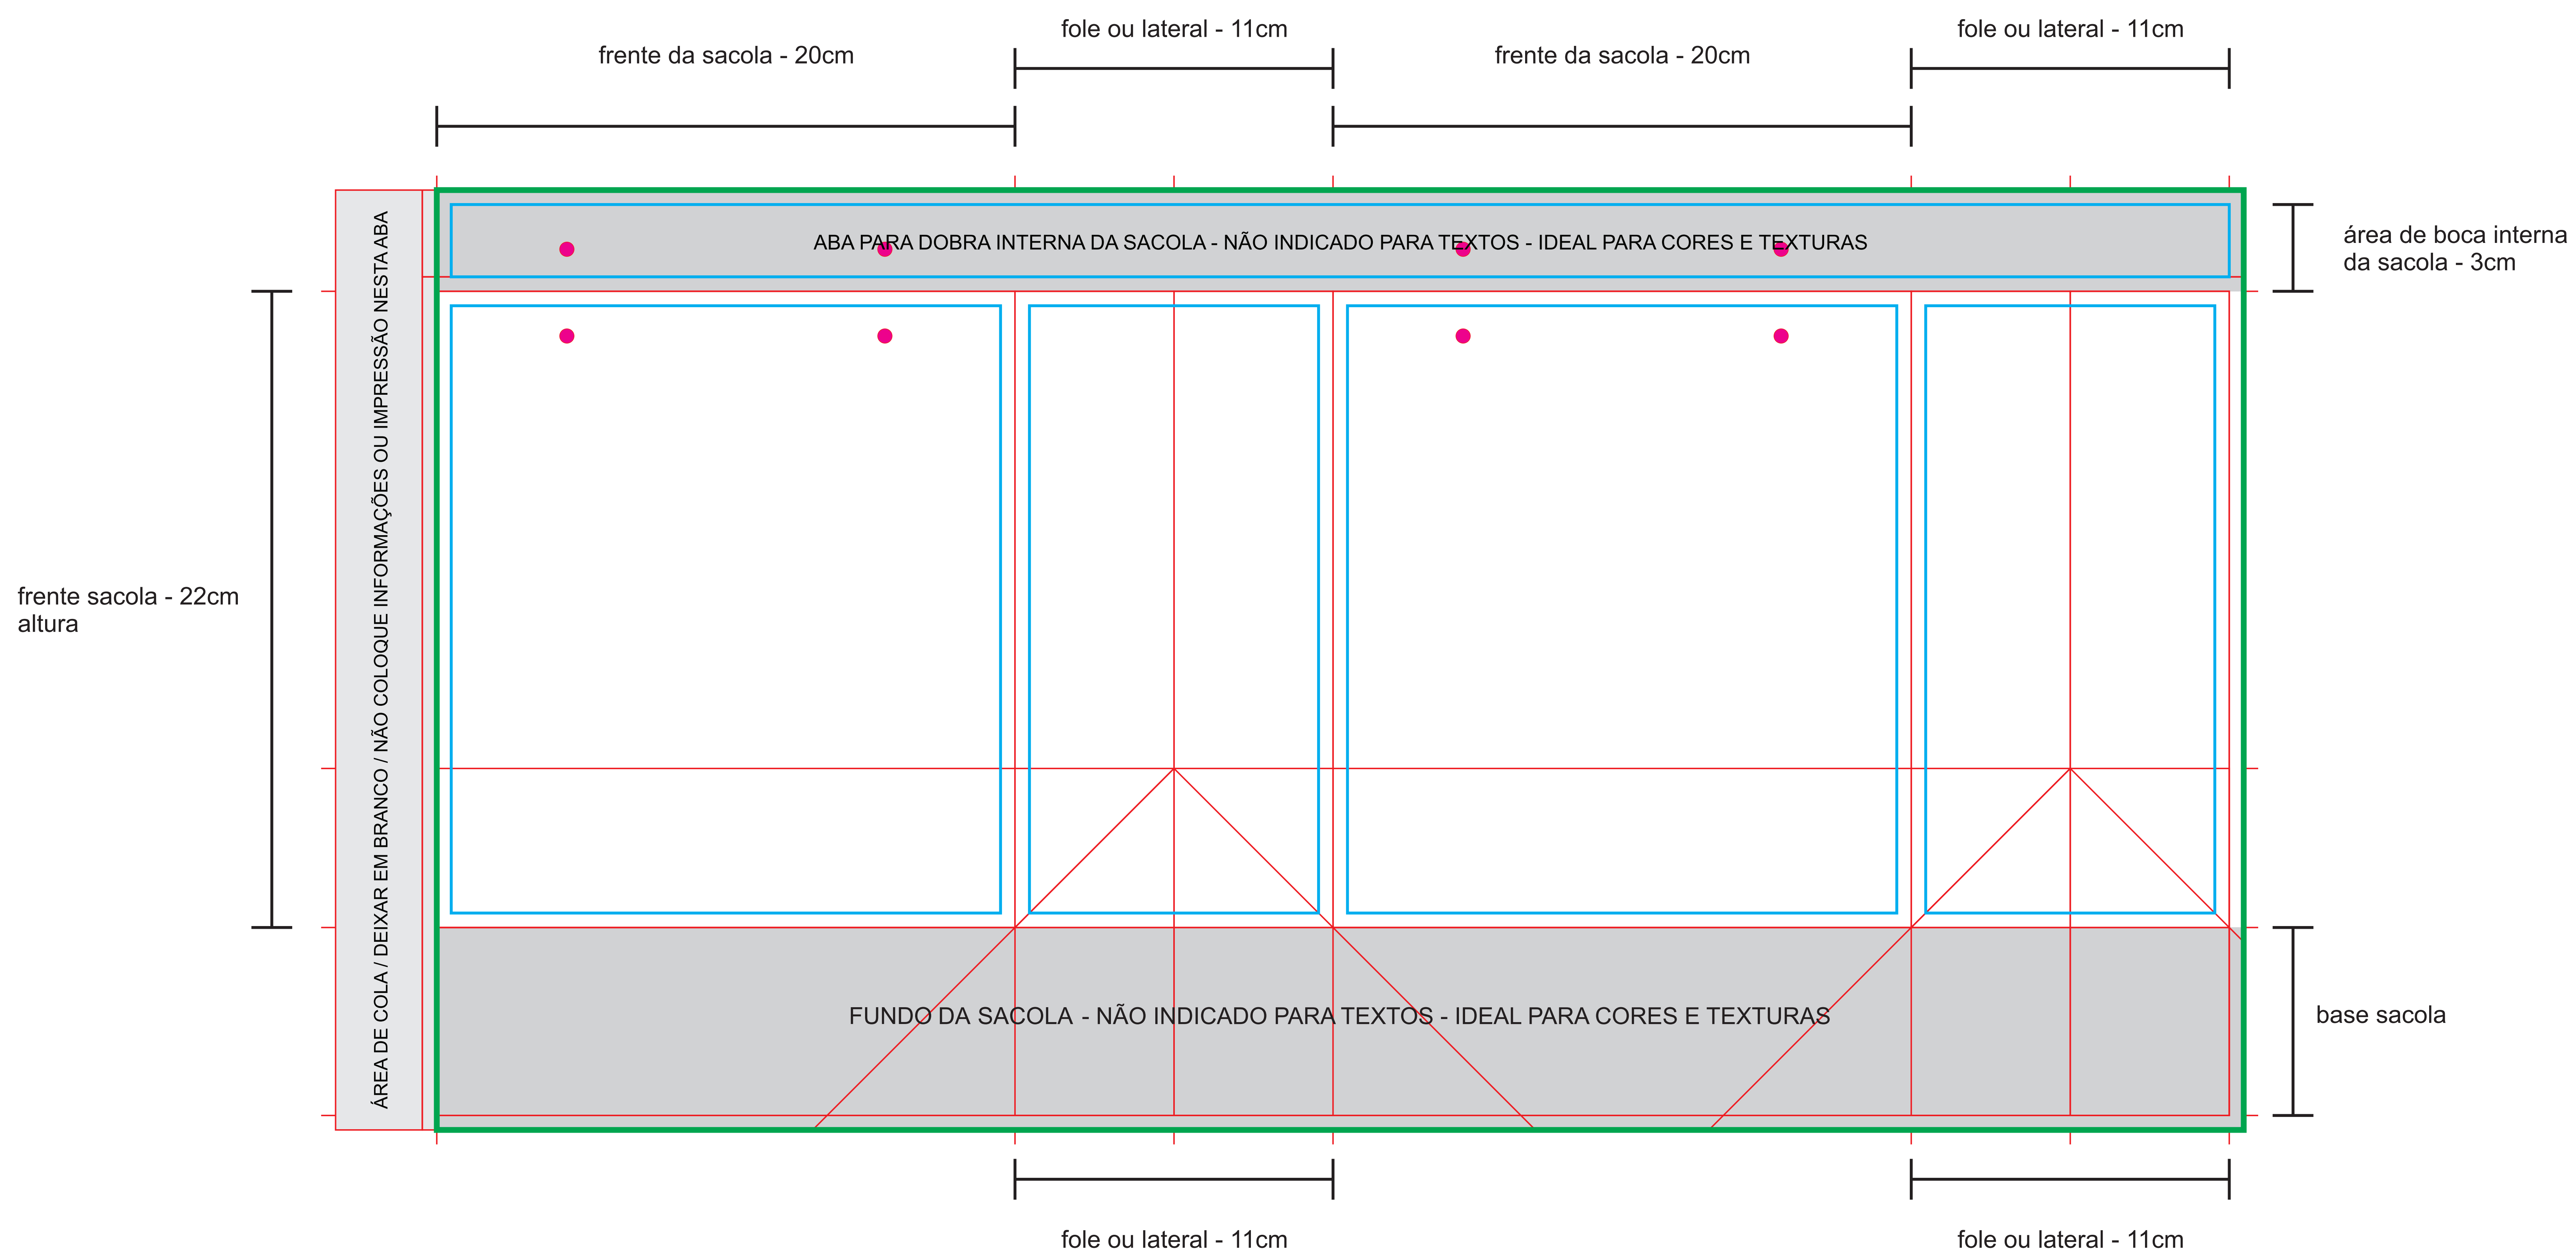 fole ou lateral - 11cm
fole ou lateral - 11cm
frente da sacola - 20cm
frente da sacola - 20cm
ABA PARA DOBRA INTERNA DA SACOLA - NÃO INDICADO PARA TEXTOS - IDEAL PARA CORES E TEXTURAS
área de boca interna
da sacola - 3cm
ÁREA DE COLA / DEIXAR EM BRANCO / NÃO COLOQUE INFORMAÇÕES OU IMPRESSÃO NESTA ABA
frente sacola - 22cm
altura
FUNDO DA SACOLA - NÃO INDICADO PARA TEXTOS - IDEAL PARA CORES E TEXTURAS
base sacola
fole ou lateral - 11cm
fole ou lateral - 11cm